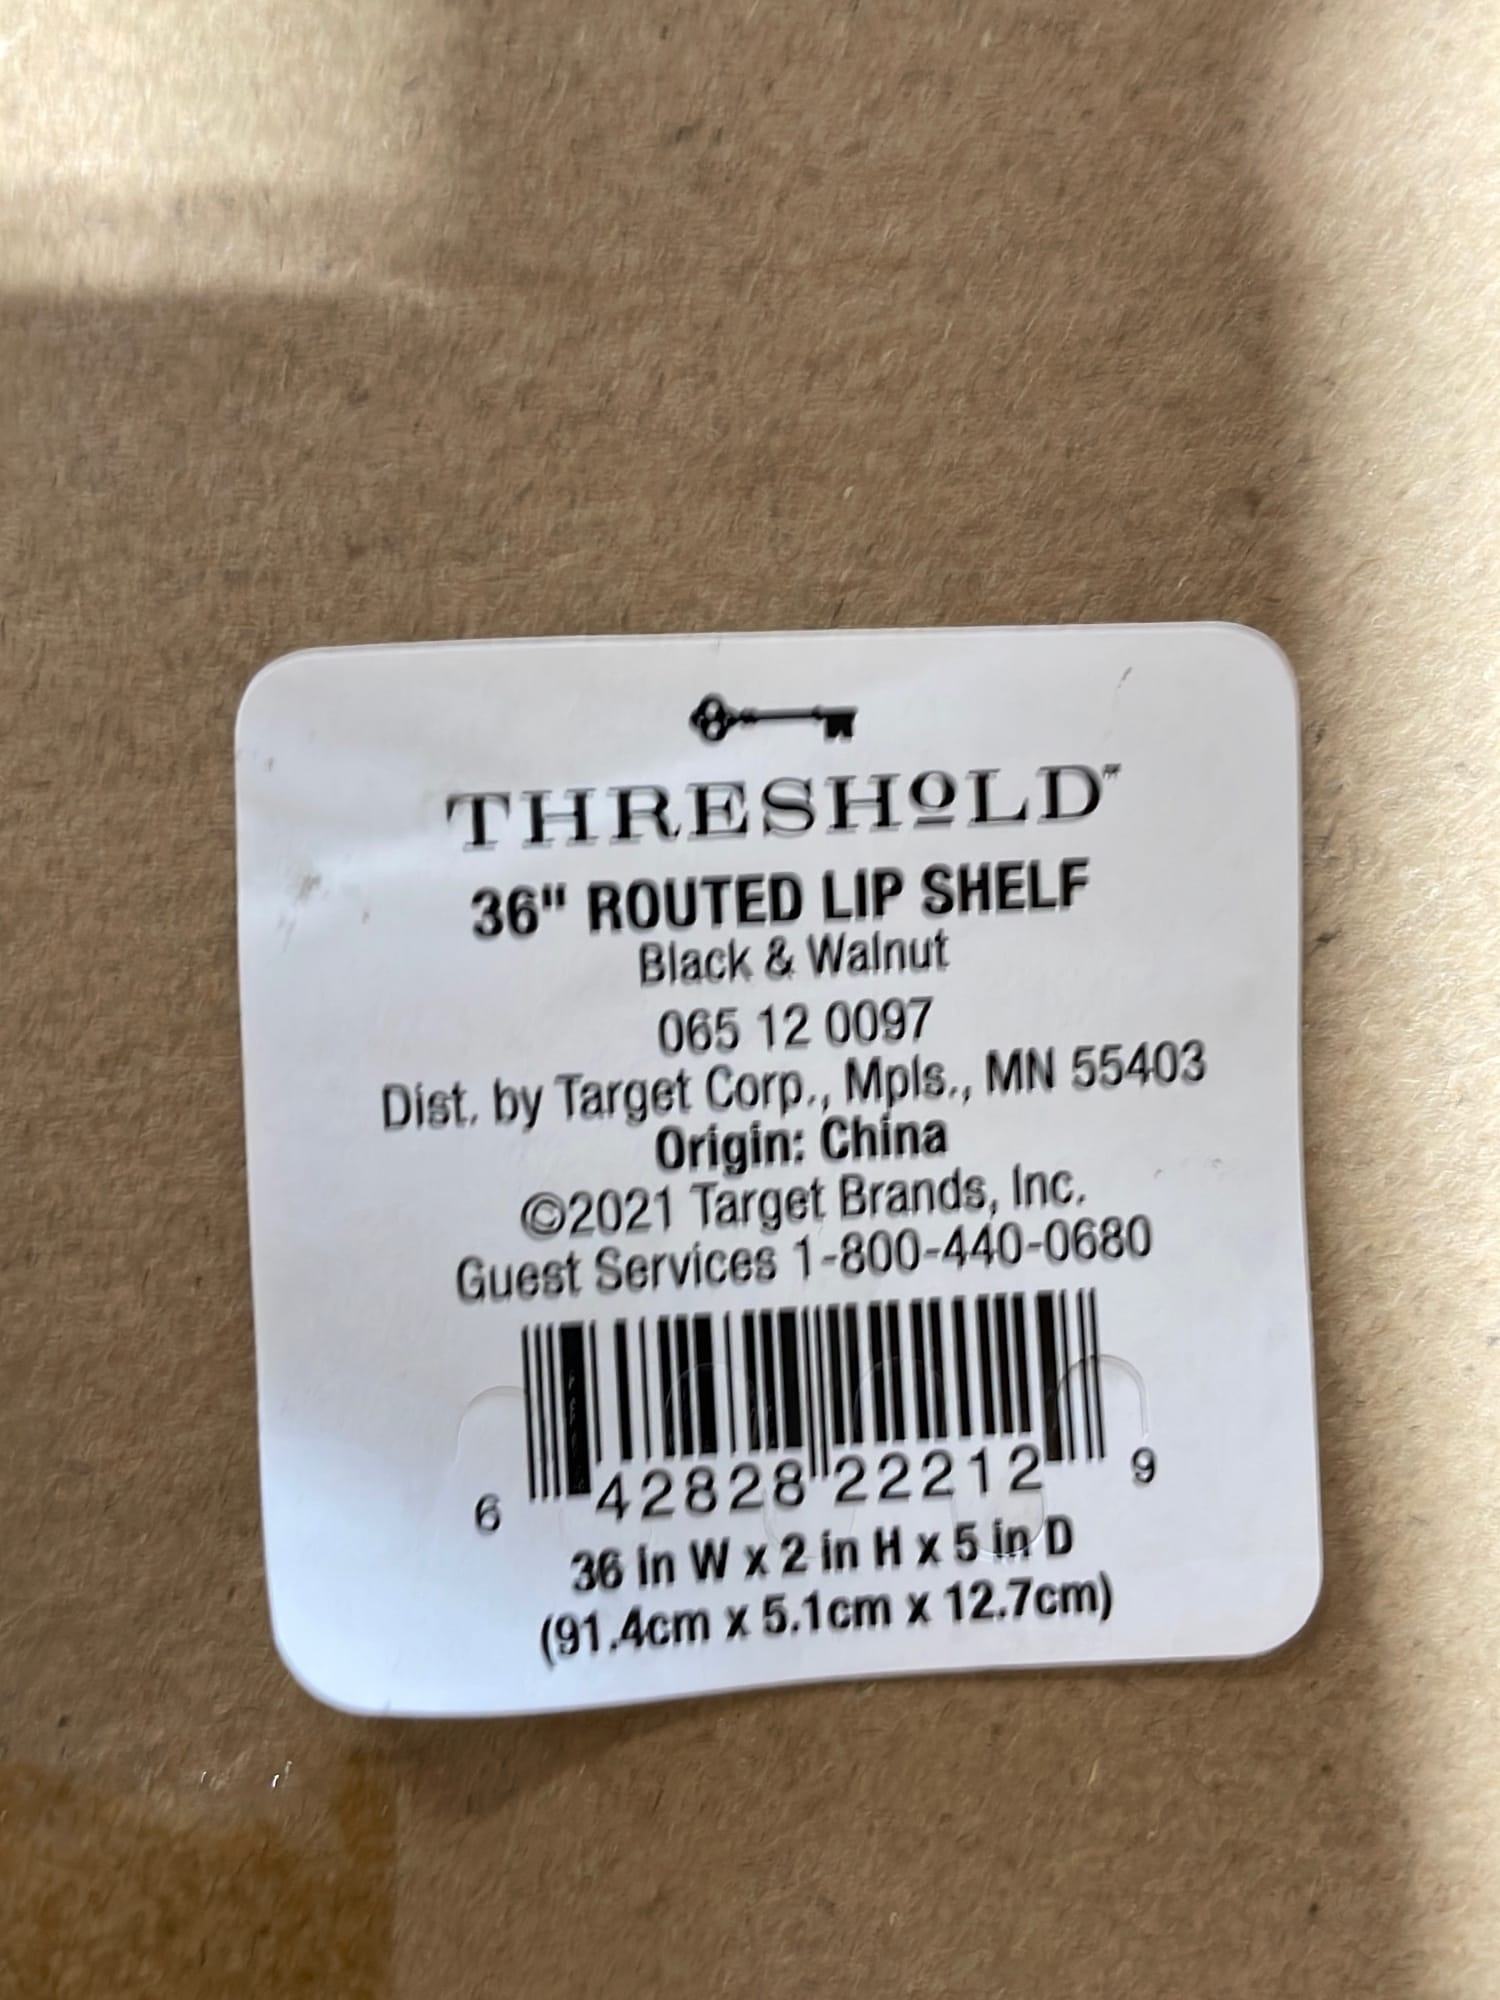 THRESHOLD™
36" ROUTED LIP SHELF
Black & Walnut
065 12 0097
Dist. by Target Corp., Mpls., MN 55403
Origin: China
©2021 Target Brands, Inc.
Guest Services 1-800-440-0680
6 42828 22212 9
36 in W x 2 in H x 5 in D
(91.4cm x 5.1cm x 12.7cm)